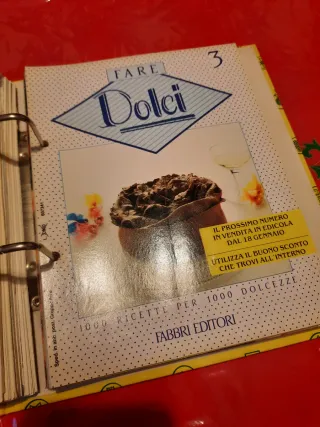 FARE
3
Dolci
IL PROSSIMO NUMERO
IN VENDITA IN EDICOLA
DAL 18 GENNAIO
UTILIZZA IL BUONO SCONTO
CHE TROVI ALL'INTERNO
1000 RICETTE PER 1000 DOLCEZZE
FABBRI EDITORI